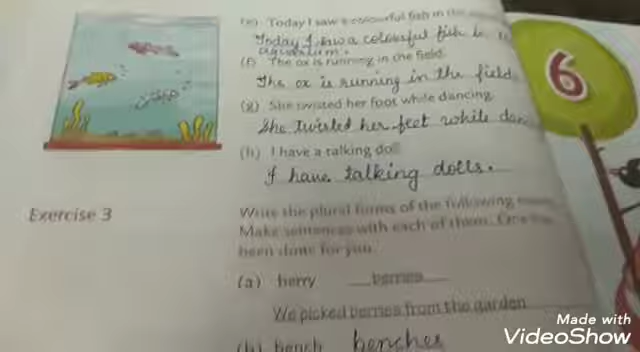 (e) Today I saw a colourful fish in the
Today I saw a colourful fish in
aquarium.
(f) The ox is running in the field.
The ox is running in the field.
(g) She twisted her foot while dancing.
She twisted her feet while
(h) I have a talking doll.
I have talking dolls.
6
Exercise 3
Write the plural forms of the following
Make sentences with each of them. One has
been done for you.
(a) berry berries
We picked berries from the garden
(b) bench benches
Made with
VideoShow